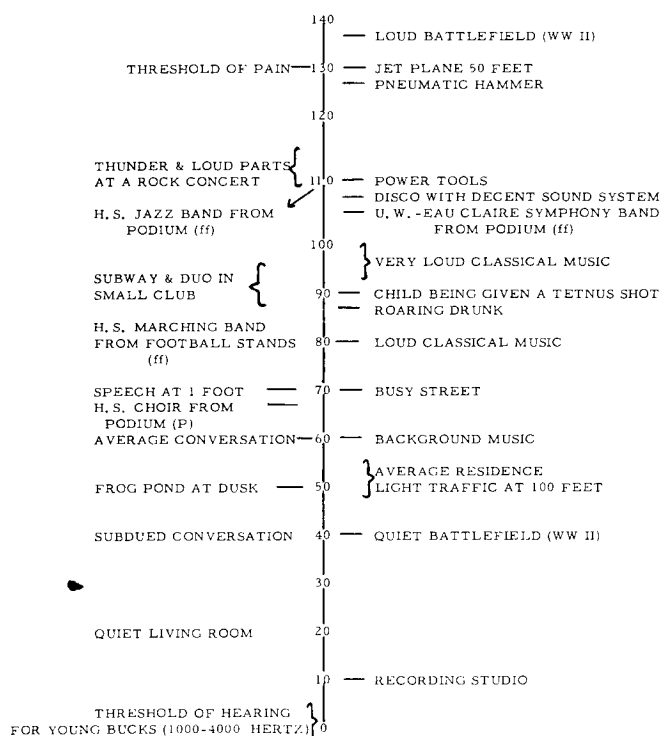 140
LOUD BATTLEFIELD (WW II)
THRESHOLD OF PAIN
130
JET PLANE 50 FEET
PNEUMATIC HAMMER
120
THUNDER & LOUD PARTS
AT A ROCK CONCERT
110
POWER TOOLS
DISCO WITH DECENT SOUND SYSTEM
H.S. JAZZ BAND FROM
PODIUM (ff)
U.W.-EAU CLAIRE SYMPHONY BAND
FROM PODIUM (ff)
100
VERY LOUD CLASSICAL MUSIC
SUBWAY & DUO IN
SMALL CLUB
90
CHILD BEING GIVEN A TETNUS SHOT
ROARING DRUNK
H.S. MARCHING BAND
FROM FOOTBALL STANDS
(ff)
80
LOUD CLASSICAL MUSIC
SPEECH AT 1 FOOT
70
BUSY STREET
H.S. CHOIR FROM
PODIUM (P)
AVERAGE CONVERSATION
60
BACKGROUND MUSIC
AVERAGE RESIDENCE
LIGHT TRAFFIC AT 100 FEET
FROG POND AT DUSK
50
SUBDUED CONVERSATION
40
QUIET BATTLEFIELD (WW II)
30
QUIET LIVING ROOM
20
10
RECORDING STUDIO
THRESHOLD OF HEARING
FOR YOUNG BUCKS (1000-4000 HERTZ)
0